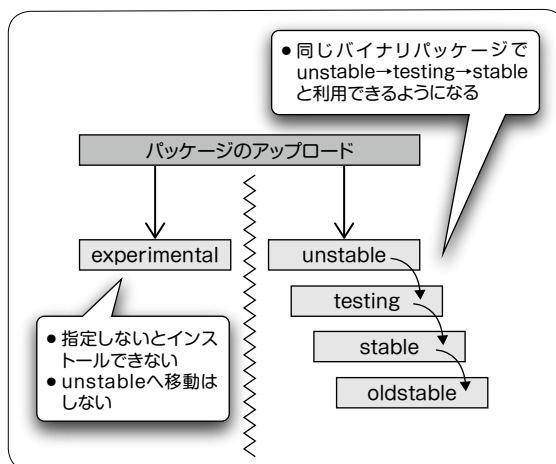 ● 同じバイナリパッケージで
unstable→testing→stable
と利用できるようになる
パッケージのアップロード
experimental
unstable
testing
stable
oldstable
● 指定しないとインス
トールできない
● unstableへ移動は
しない